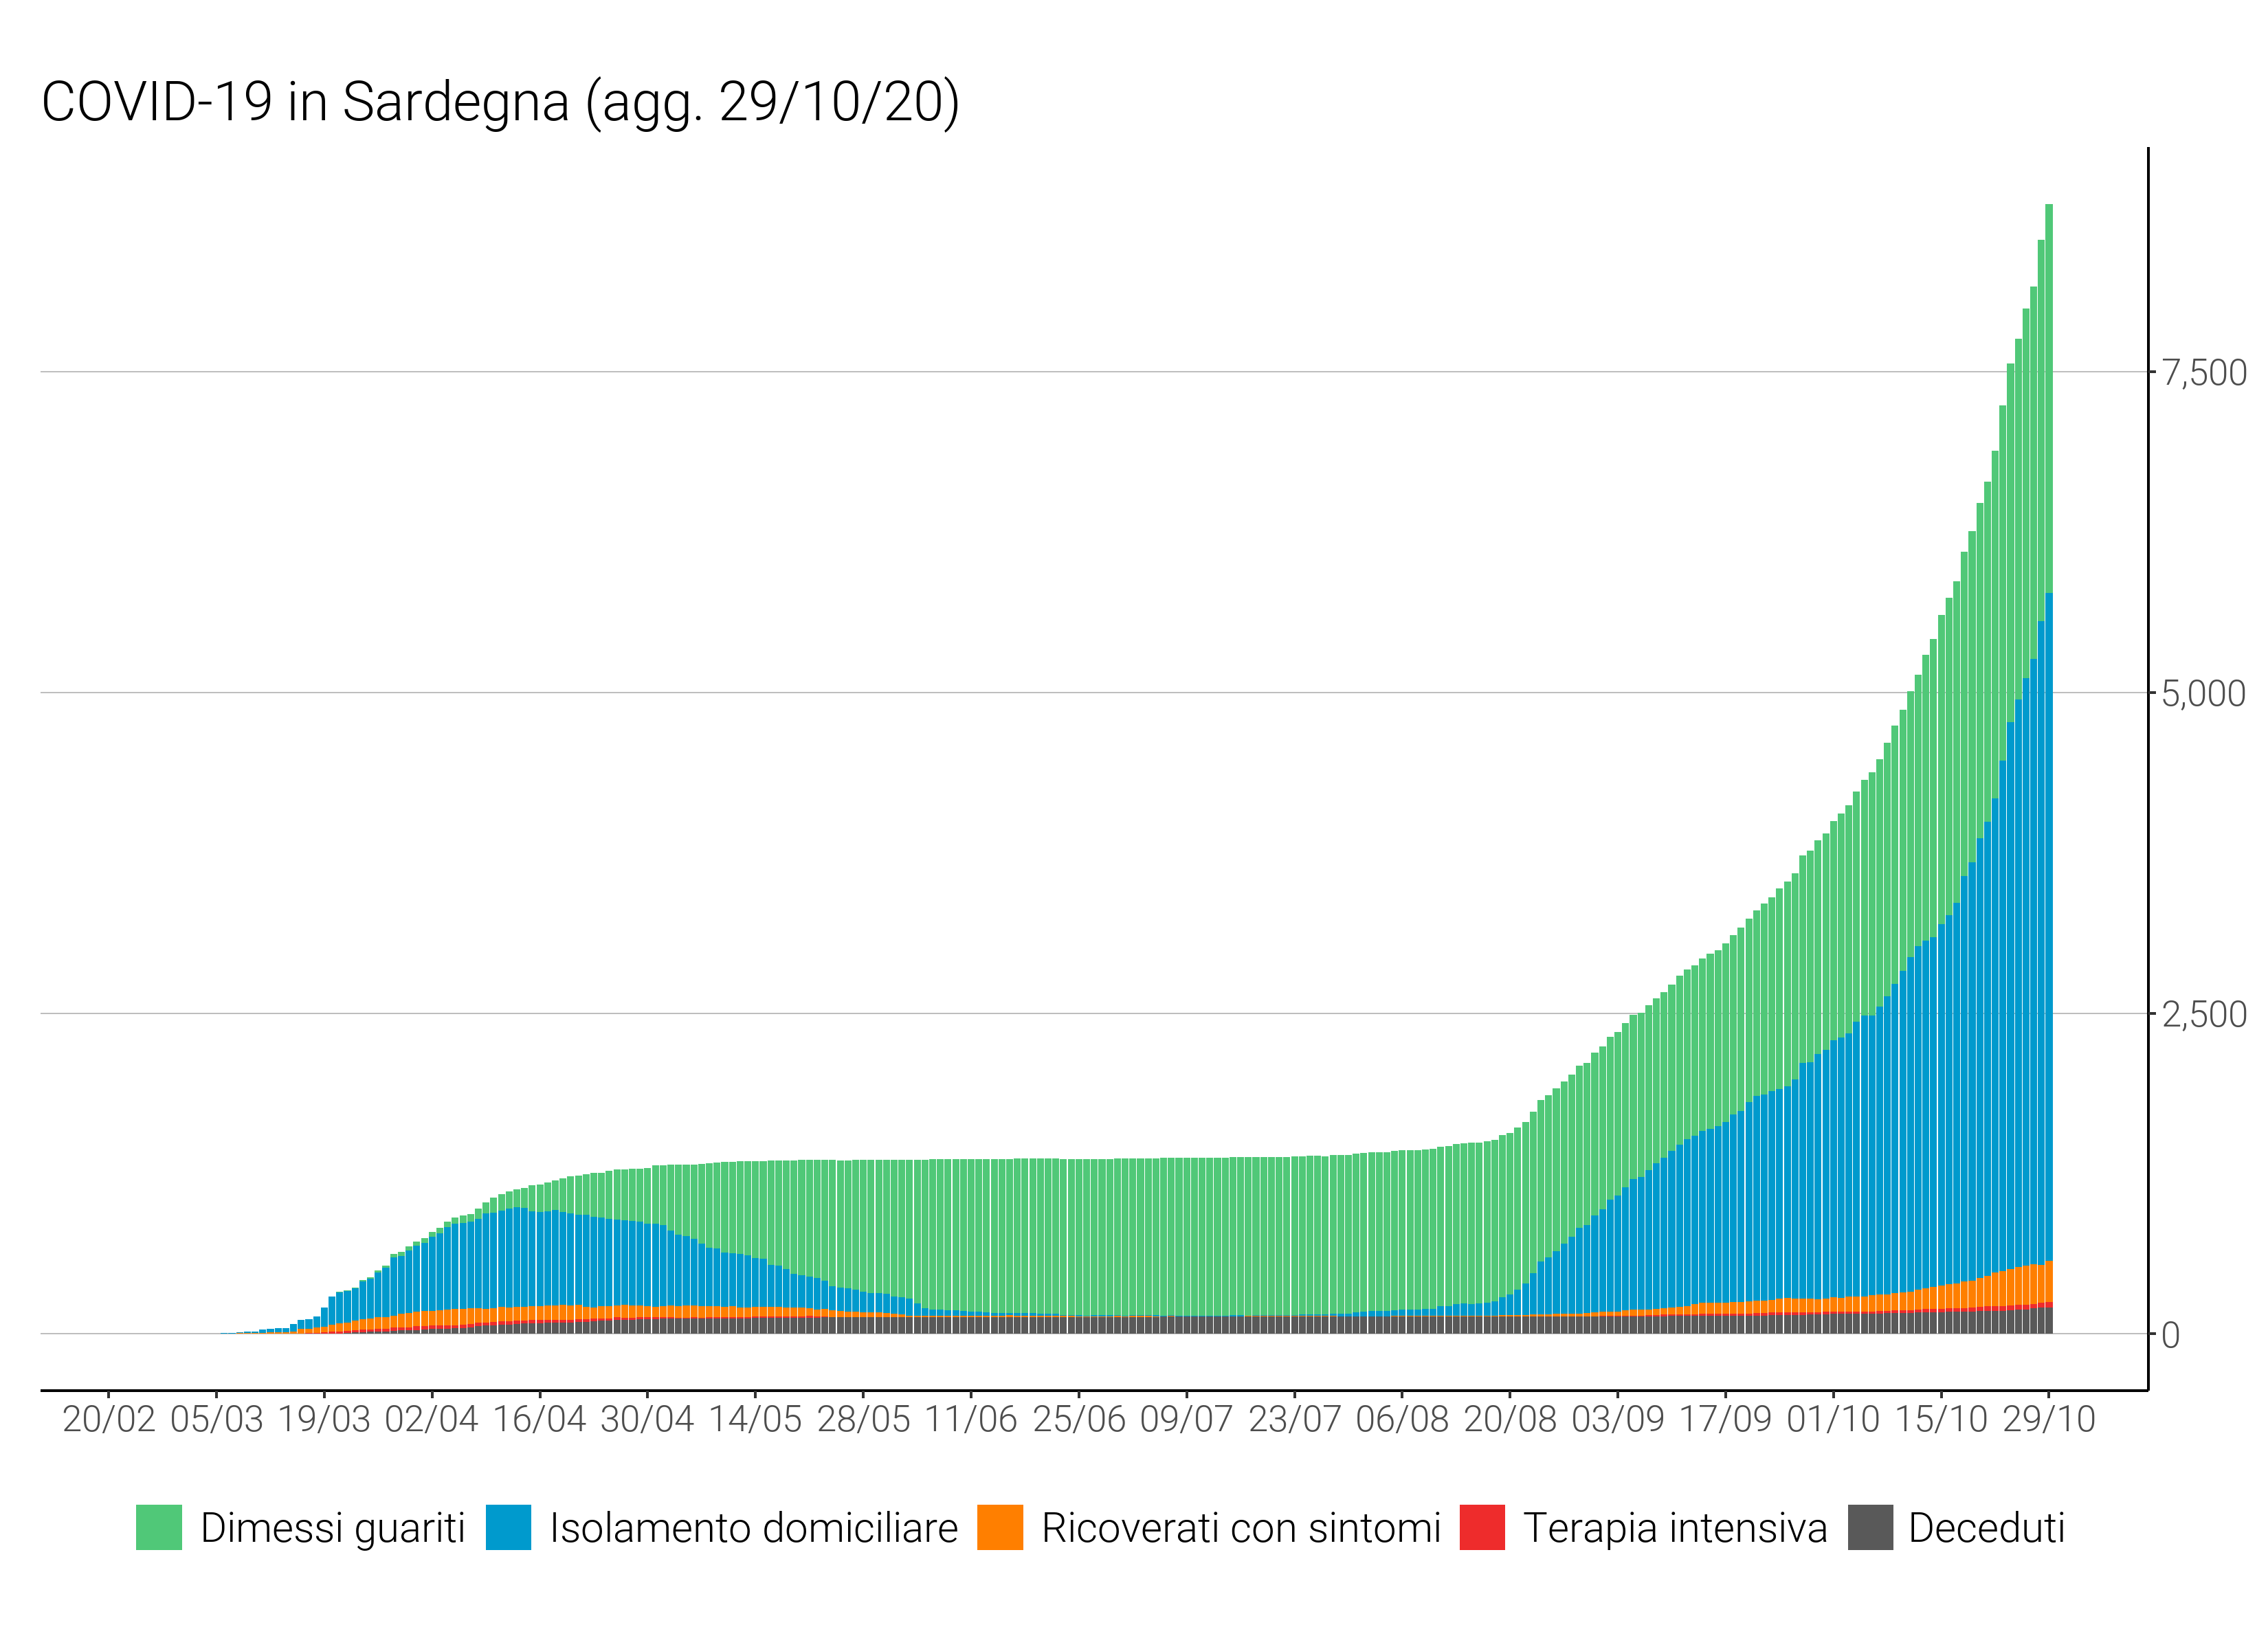 COVID-19 in Sardegna (agg. 29/10/20)
7,500
5,000
2,500
0
20/02 05/03 19/03 02/04 16/04 30/04 14/05 28/05 11/06 25/06 09/07 23/07 06/08 20/08 03/09 17/09 01/10 15/10 29/10
Dimessi guariti Isolamento domiciliare Ricoverati con sintomi Terapia intensiva Deceduti